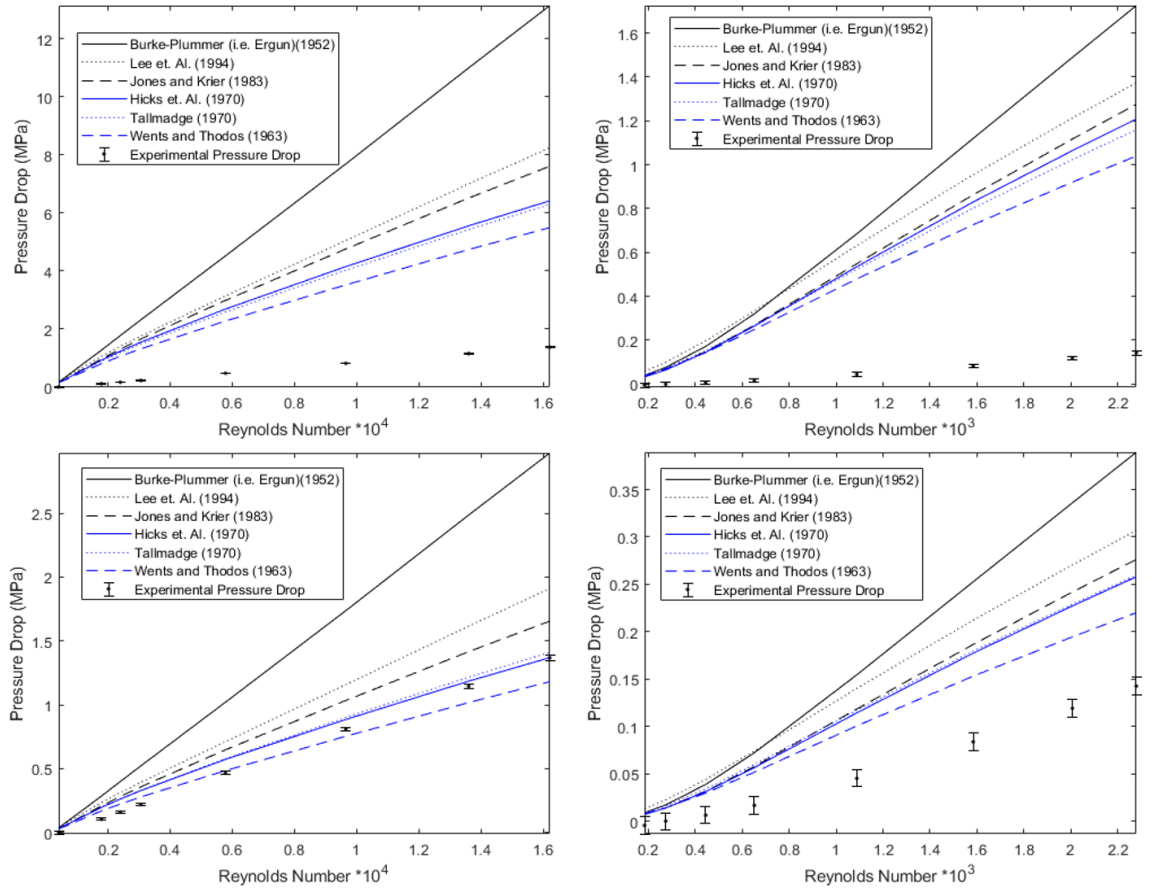 12
10
8
6
4
2
0
Pressure Drop (MPa)
Burke-Plummer (i.e. Ergun)(1952)
Lee et. Al. (1994)
Jones and Krier (1983)
Hicks et. Al. (1970)
Tallmadge (1970)
Wents and Thodos (1963)
Experimental Pressure Drop
0.2 0.4 0.6 0.8 1 1.2 1.4 1.6
Reynolds Number *10^4
1.6
1.4
1.2
1
0.8
0.6
0.4
0.2
0
Pressure Drop (MPa)
Burke-Plummer (i.e. Ergun)(1952)
Lee et. Al. (1994)
Jones and Krier (1983)
Hicks et. Al. (1970)
Tallmadge (1970)
Wents and Thodos (1963)
Experimental Pressure Drop
0.2 0.4 0.6 0.8 1 1.2 1.4 1.6 1.8 2 2.2
Reynolds Number *10^3
2.5
2
1.5
1
0.5
0
Pressure Drop (MPa)
Burke-Plummer (i.e. Ergun)(1952)
Lee et. Al. (1994)
Jones and Krier (1983)
Hicks et. Al. (1970)
Tallmadge (1970)
Wents and Thodos (1963)
Experimental Pressure Drop
0.2 0.4 0.6 0.8 1 1.2 1.4 1.6
Reynolds Number *10^4
0.35
0.3
0.25
0.2
0.15
0.1
0.05
0
Pressure Drop (MPa)
Burke-Plummer (i.e. Ergun)(1952)
Lee et. Al. (1994)
Jones and Krier (1983)
Hicks et. Al. (1970)
Tallmadge (1970)
Wents and Thodos (1963)
Experimental Pressure Drop
0.2 0.4 0.6 0.8 1 1.2 1.4 1.6 1.8 2 2.2
Reynolds Number *10^3